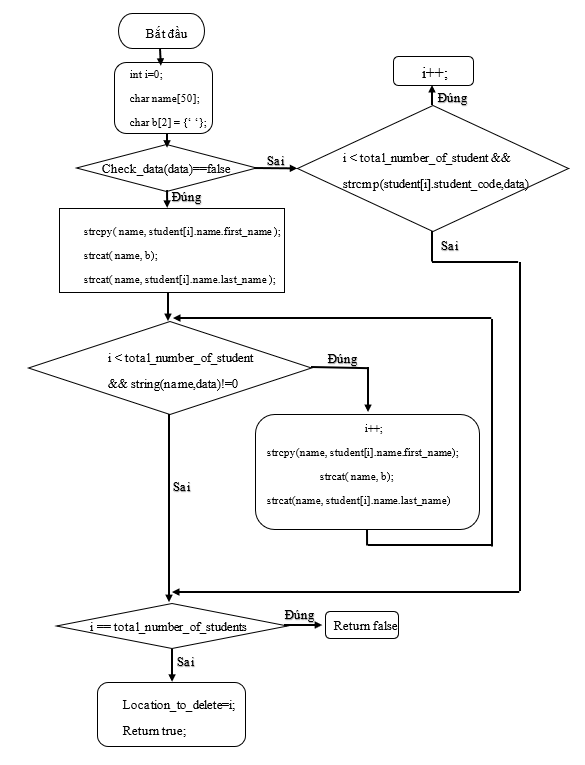 Bắt đầu
int i=0;
char name[50];
char b[2] = {‘ ‘};
i++;
Đúng
Check_data(data)==false
Sai
i < total_number_of_student &&
strcmp(student[i].student_code,data)
Đúng
Sai
strcpy( name, student[i].name.first_name );
strcat( name, b);
strcat( name, student[i].name.last_name );
i < total_number_of_student
&& string(name,data)!=0
Đúng
i++;
strcpy(name, student[i].name.first_name);
strcat( name, b);
strcat(name, student[i].name.last_name)
Sai
i == total_number_of_students
Đúng
Return false
Sai
Location_to_delete=i;
Return true;